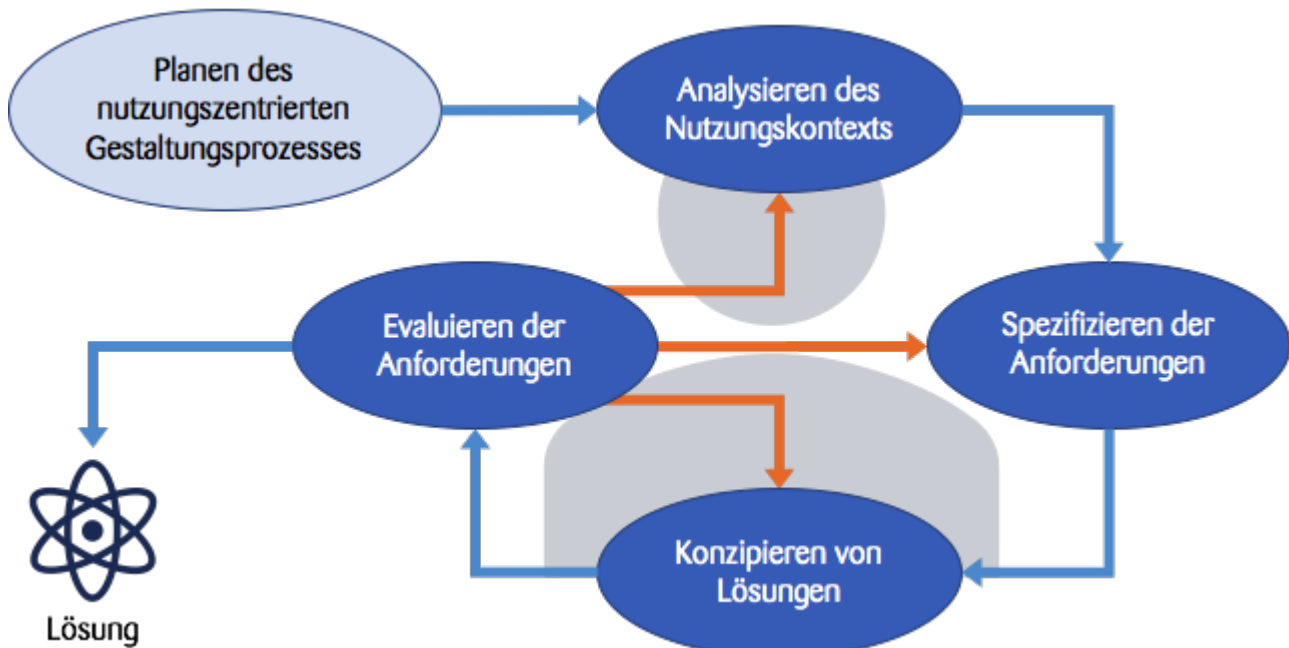 Planen des
nutzungszentrierten
Gestaltungsprozesses
Analysieren des
Nutzungskontexts
Evaluieren der
Anforderungen
Spezifizieren der
Anforderungen
Konzipieren von
Lösungen
Lösung